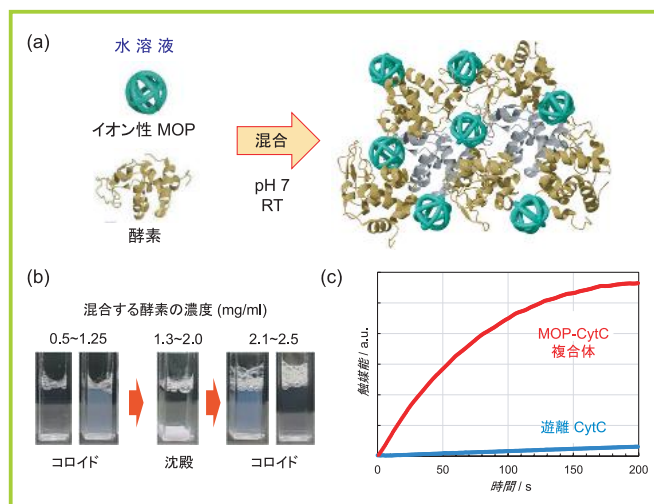 (a)
水 溶 液
イオン性 MOP
酵素
混合
pH 7
RT
(b)
混合する酵素の濃度 (mg/ml)
0.5~1.25
1.3~2.0
2.1~2.5
コロイド
沈殿
コロイド
(c)
触媒能 / a.u.
MOP-CytC
複合体
遊離 CytC
0
50
100
150
200
時間 / s